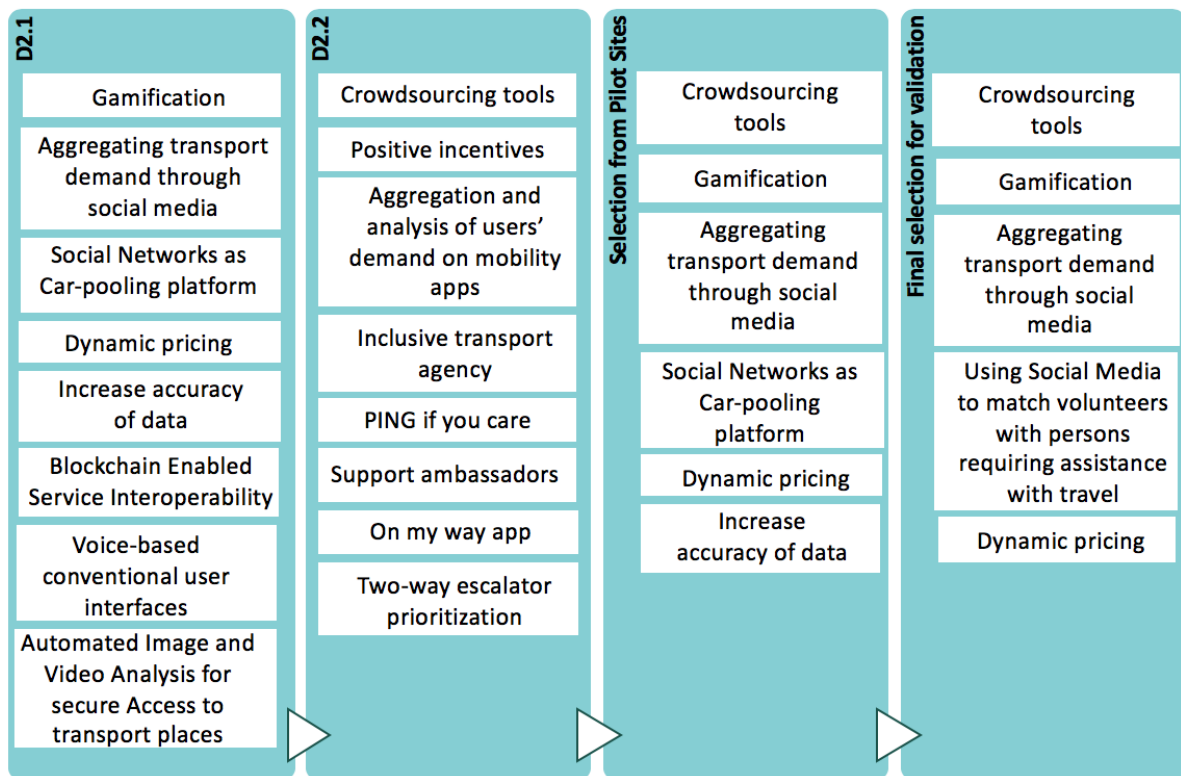 D2.1
Gamification
Aggregating transport
demand through
social media
Social Networks as
Car-pooling platform
Dynamic pricing
Increase accuracy
of data
Blockchain Enabled
Service Interoperability
Voice-based
conventional user
interfaces
Automated Image and
Video Analysis for
secure Access to
transport places
D2.2
Crowdsourcing tools
Positive incentives
Aggregation and
analysis of users’
demand on mobility
apps
Inclusive transport
agency
PING if you care
Support ambassadors
On my way app
Two-way escalator
prioritization
Selection from Pilot Sites
Crowdsourcing
tools
Gamification
Aggregating
transport demand
through social
media
Social Networks as
Car-pooling
platform
Dynamic pricing
Increase
accuracy of data
Final selection for validation
Crowdsourcing
tools
Gamification
Aggregating
transport demand
through social
media
Using Social Media
to match volunteers
with persons
requiring assistance
with travel
Dynamic pricing